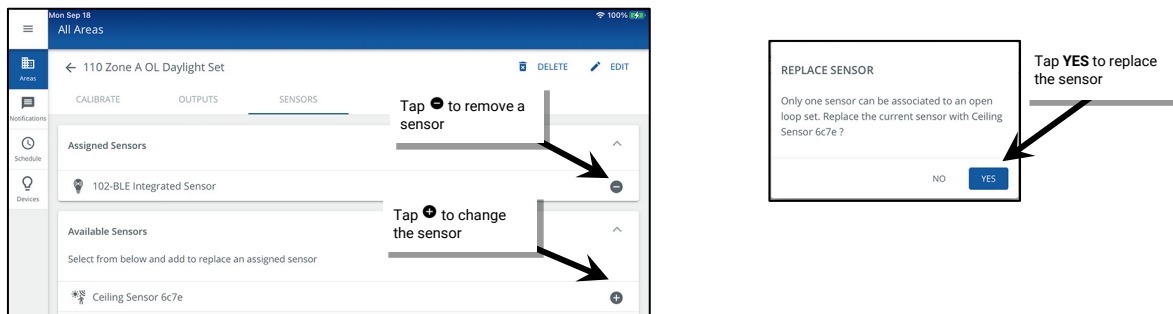 Mon Sep 18
100%
All Areas
Areas
Notifications
Schedule
Devices
110 Zone A OL Daylight Set
DELETE
EDIT
CALIBRATE
OUTPUTS
SENSORS
Tap to remove a
sensor
Assigned Sensors
102-BLE Integrated Sensor
Tap to change
the sensor
Available Sensors
Select from below and add to replace an assigned sensor
Ceiling Sensor 6c7e
REPLACE SENSOR
Only one sensor can be associated to an open
loop set. Replace the current sensor with Ceiling
Sensor 6c7e ?
NO
YES
Tap YES to replace
the sensor